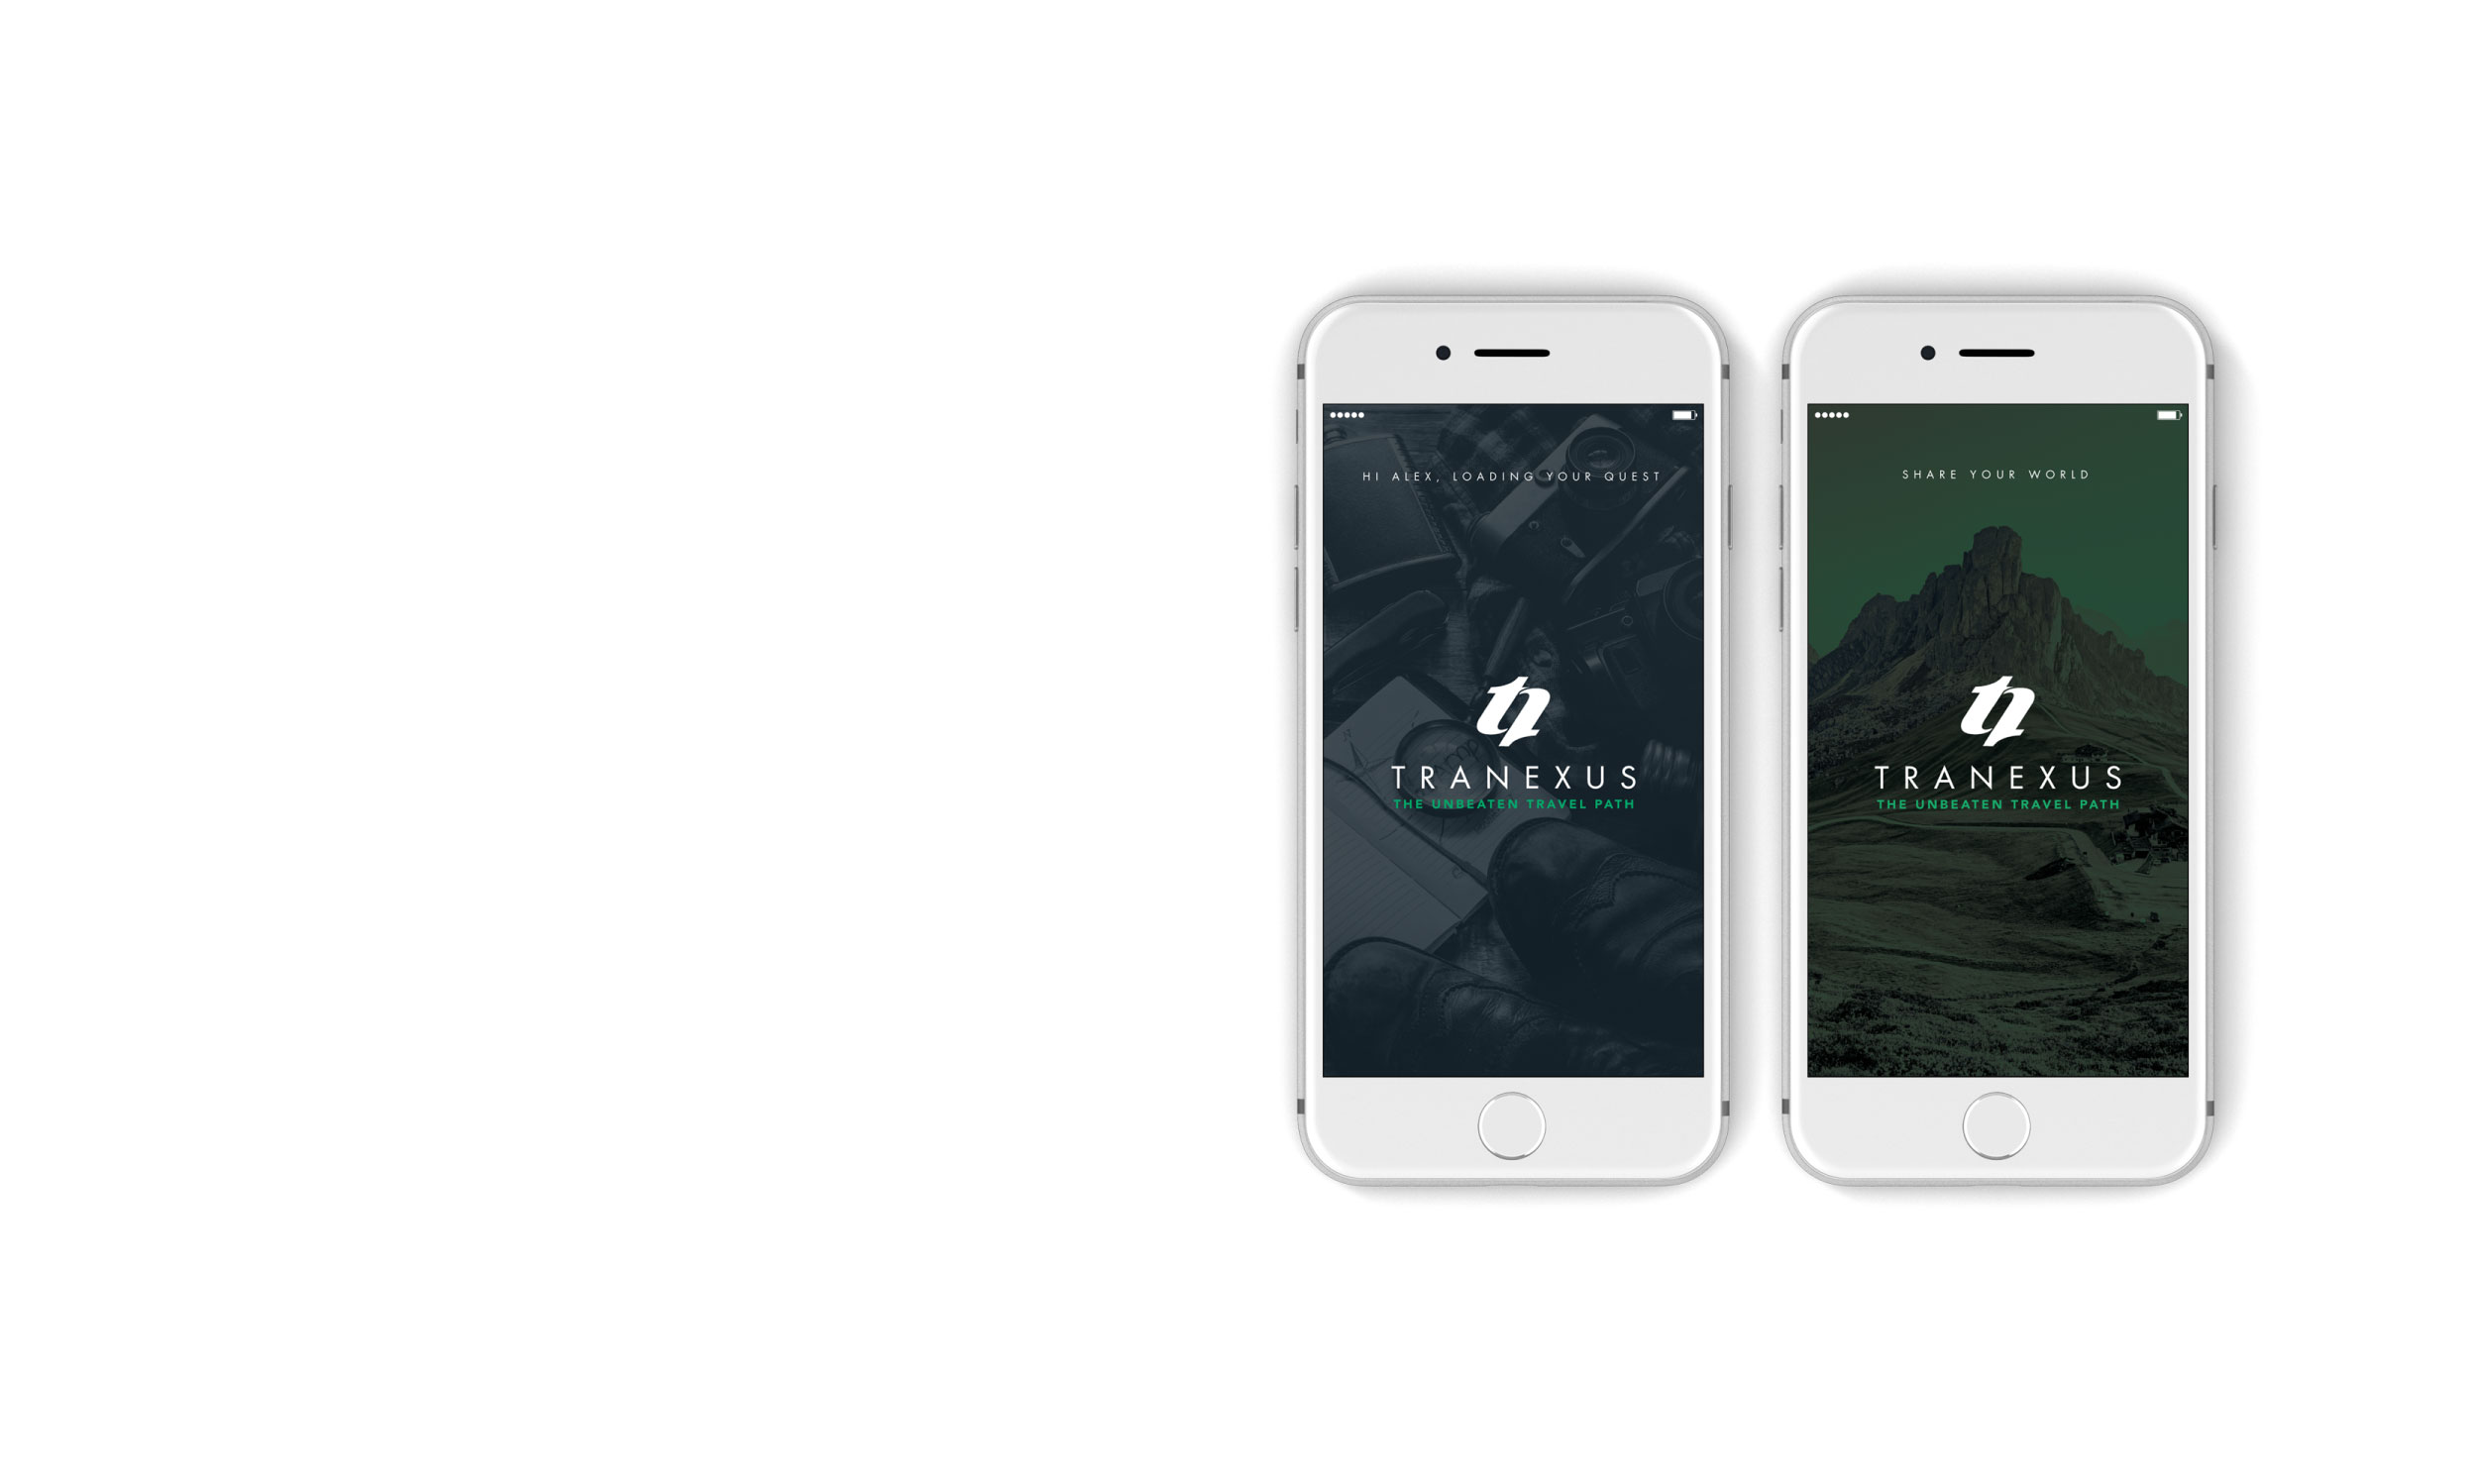 HI ALEX, LOADING YOUR QUEST
TRANEXUS
THE UNBEATEN TRAVEL PATH
SHARE YOUR WORLD
TRANEXUS
THE UNBEATEN TRAVEL PATH